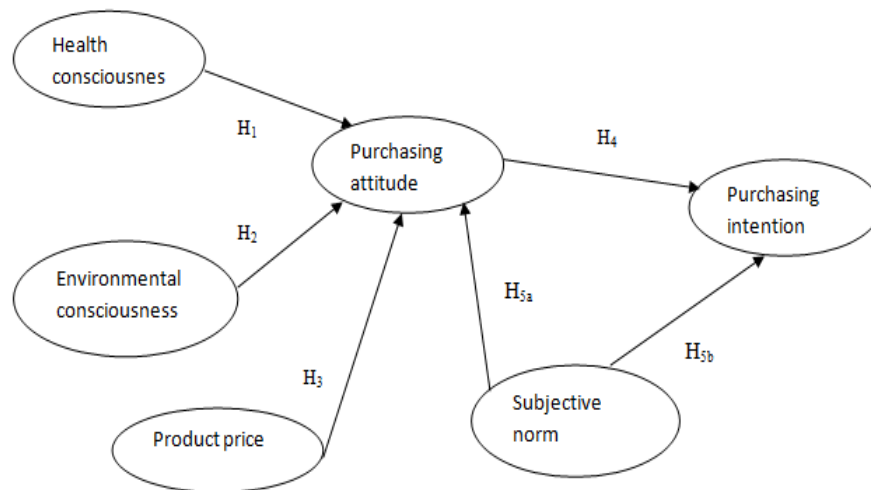 Health
consciousnes
H₁
Purchasing
attitude
H₄
Purchasing
intention
H₂
Environmental
consciousness
H₅ₐ
H₃
H₅b
Subjective
norm
Product price